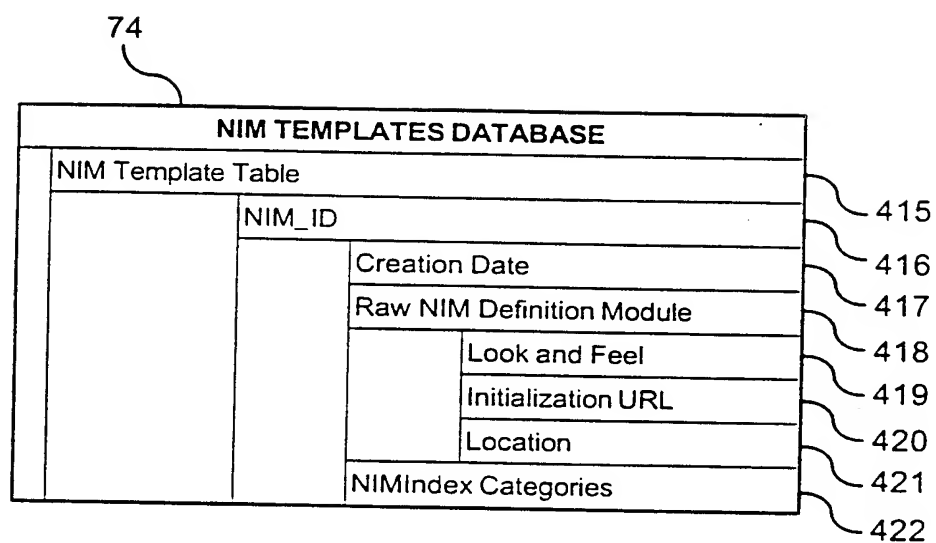 74
NIM TEMPLATES DATABASE
NIM Template Table
415
NIM_ID
416
Creation Date
417
Raw NIM Definition Module
418
Look and Feel
419
Initialization URL
420
Location
421
NIMIndex Categories
422